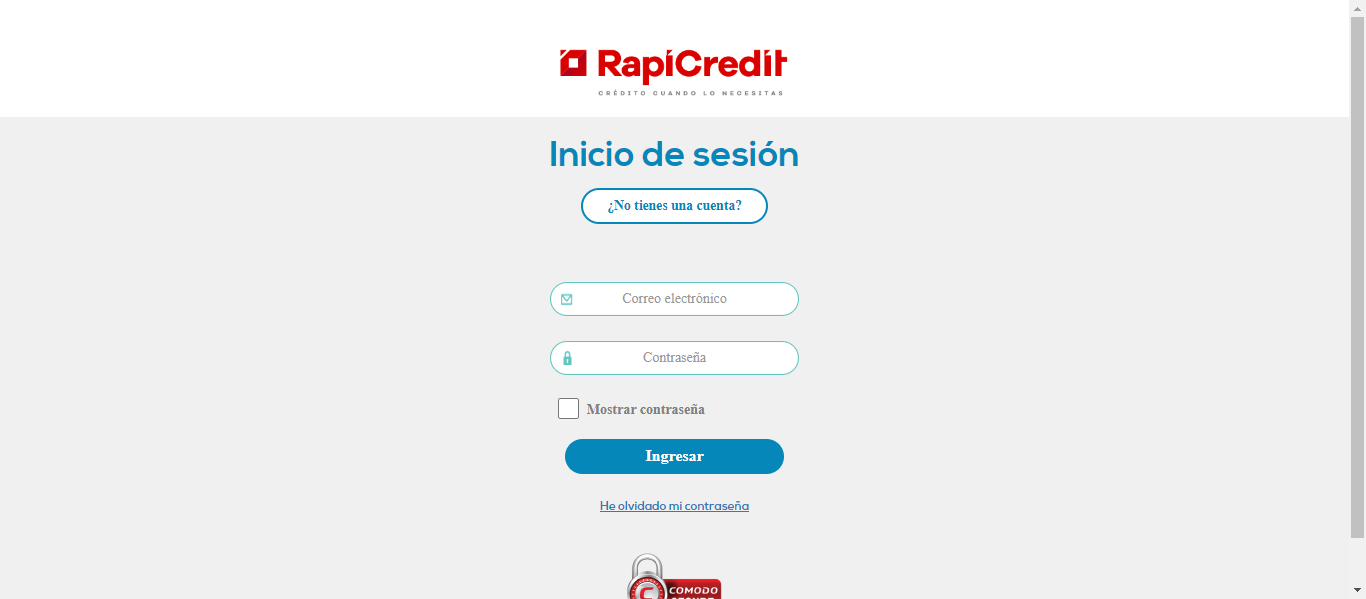 RapiCredit
CRÉDITO CUANDO LO NECESITAS
Inicio de sesión
¿No tienes una cuenta?
Correo electrónico
Contraseña
Mostrar contraseña
Ingresar
He olvidado mi contraseña
COMODO